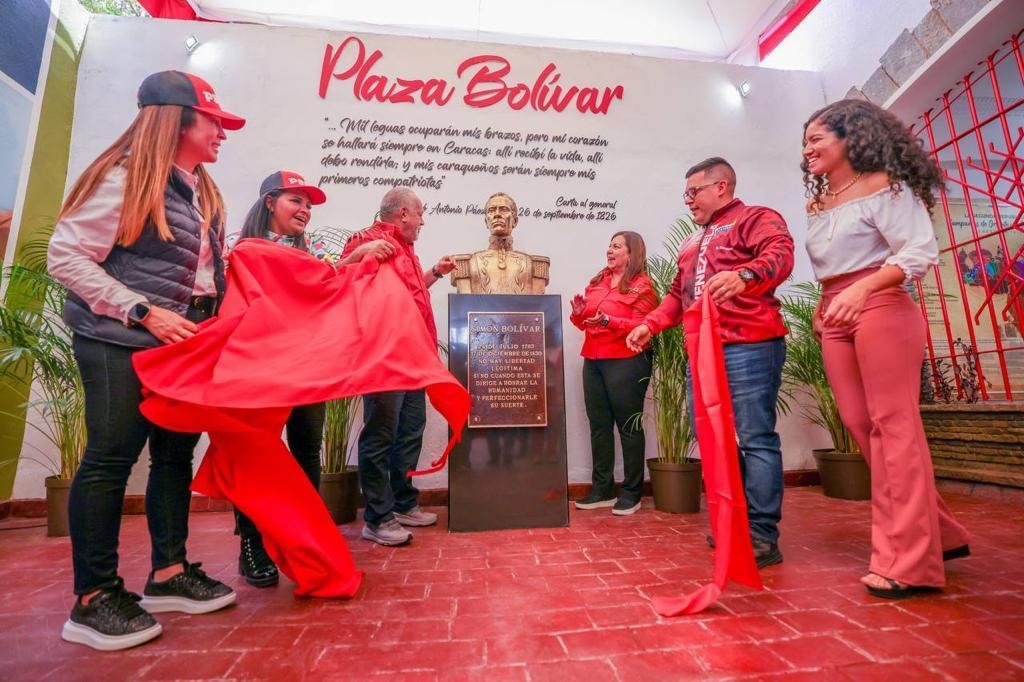 Plaza Bolívar
"... Mil leguas ocuparán mis brazos, pero mi corazón
se hallará siempre en Caracas: allí recibí la vida, allí
debo rendirla; y mis caraqueños serán siempre mis
primeros compatriotas"
Carta al general
Antonio Páez, 26 de septiembre de 1826
SIMÓN BOLÍVAR
24 DE JULIO 1783
17 DICIEMBRE DE 1830
NO HAY LIBERTAD
LEGÍTIMA
SI NO CUANDO ESTA SE
DIRIGE A HONRAR LA
HUMANIDAD
Y PERFECCIONARLE
SU SUERTE.